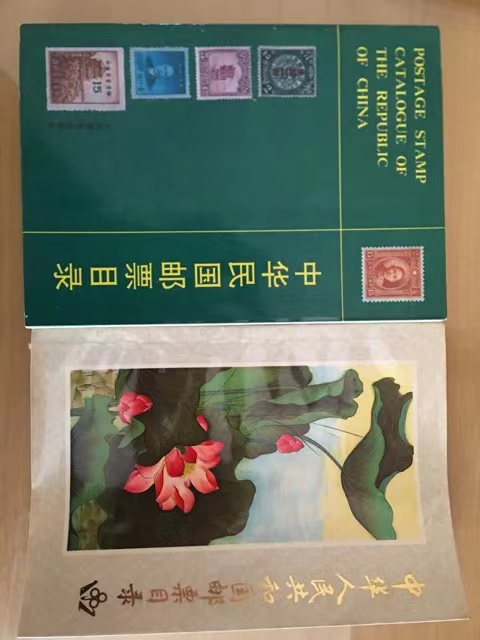 POSTAGE STAMP
CATALOGUE OF
THE REPUBLIC
OF CHINA
中华民国邮票目录
15
中华人民共和国邮票目录